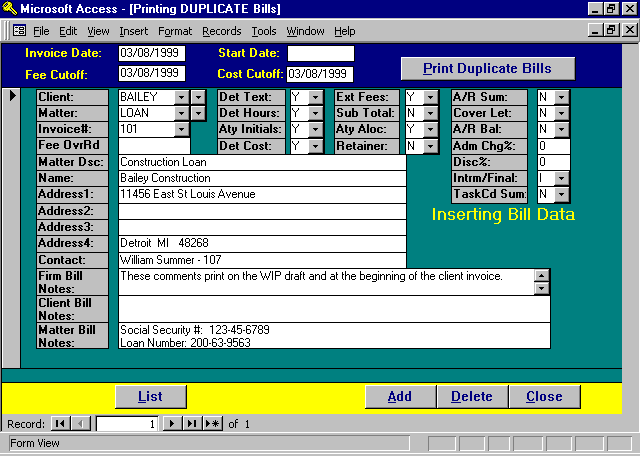 Microsoft Access - [Printing DUPLICATE Bills]
File Edit View Insert Format Records Tools Window Help
Invoice Date: 03/08/1999 Start Date:
Fee Cutoff: 03/08/1999 Cost Cutoff: 03/08/1999 Print Duplicate Bills
Client: BAILEY Det Text: Y Ext Fees: Y A/R Sum: N
Matter: LOAN Det Hours: Y Sub Total: N Cover Let: N
Invoice#: 101 Aty Initials: Y Aty Aloc: Y A/R Bal: N
Fee OvrRd Det Cost: Y Retainer: N Adm Chg%: 0
Matter Dsc: Construction Loan Disc%: 0
Name: Bailey Construction Intrm/Final: I
Address1: 11456 East St Louis Avenue TaskCd Sum: N
Address2: Inserting Bill Data
Address3:
Address4: Detroit MI 48268
Contact: William Summer - 107
Firm Bill Notes: These comments print on the WIP draft and at the beginning of the client invoice.
Client Bill Notes:
Matter Bill Notes: Social Security #: 123-45-6789
Loan Number: 200-63-9563
List Add Delete Close
Record: 1 of 1
Form View